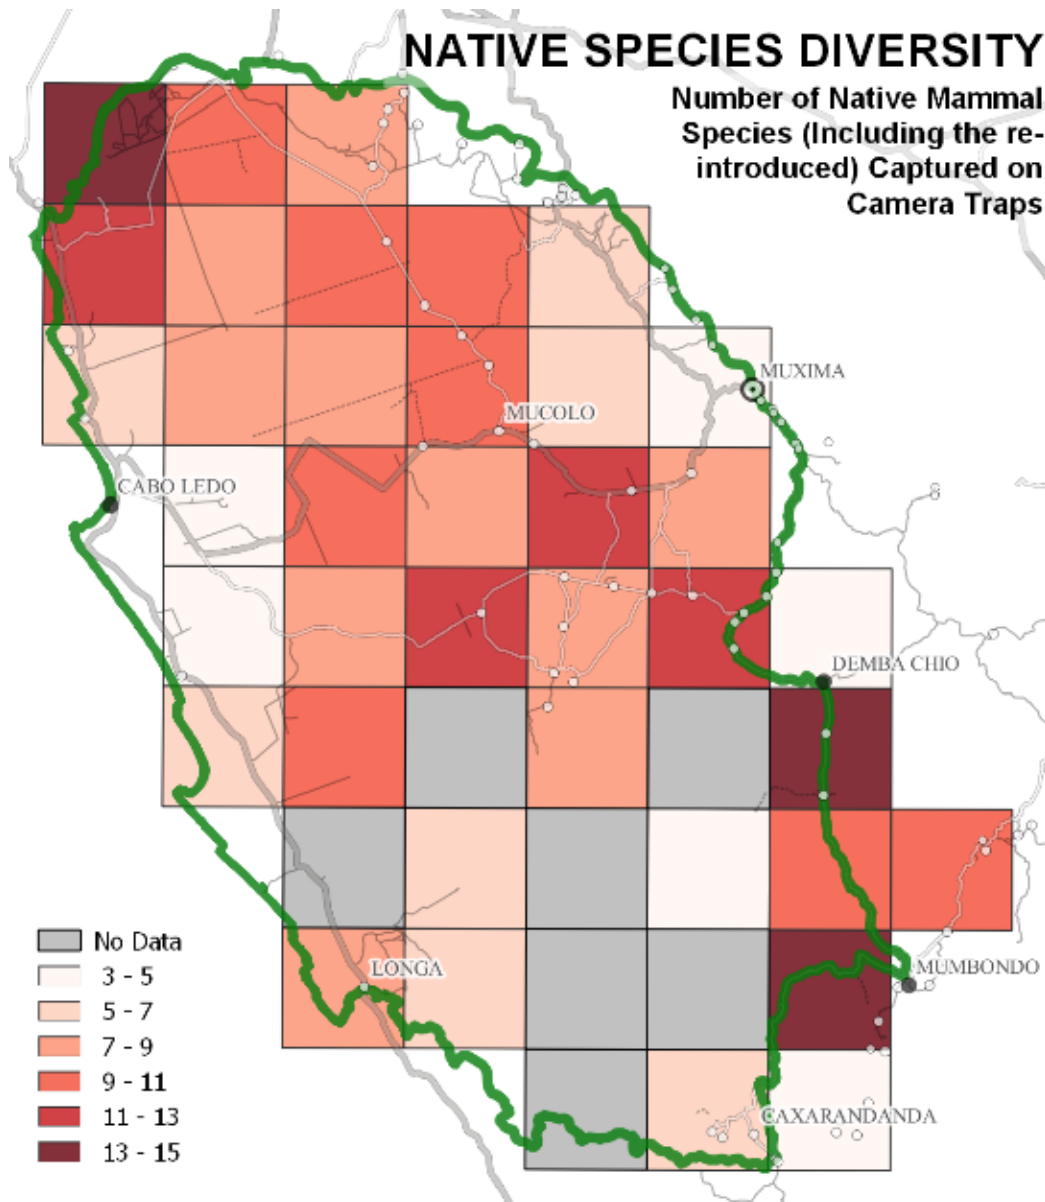 NATIVE SPECIES DIVERSITY
Number of Native Mammal
Species (Including the re-
introduced) Captured on
Camera Traps
MUXIMA
MUCOLO
CABO LEDO
DEMBA CHIO
No Data
3 - 5
5 - 7
7 - 9
9 - 11
11 - 13
13 - 15
LONGA
MUMBONDO
CAXARANDANDA